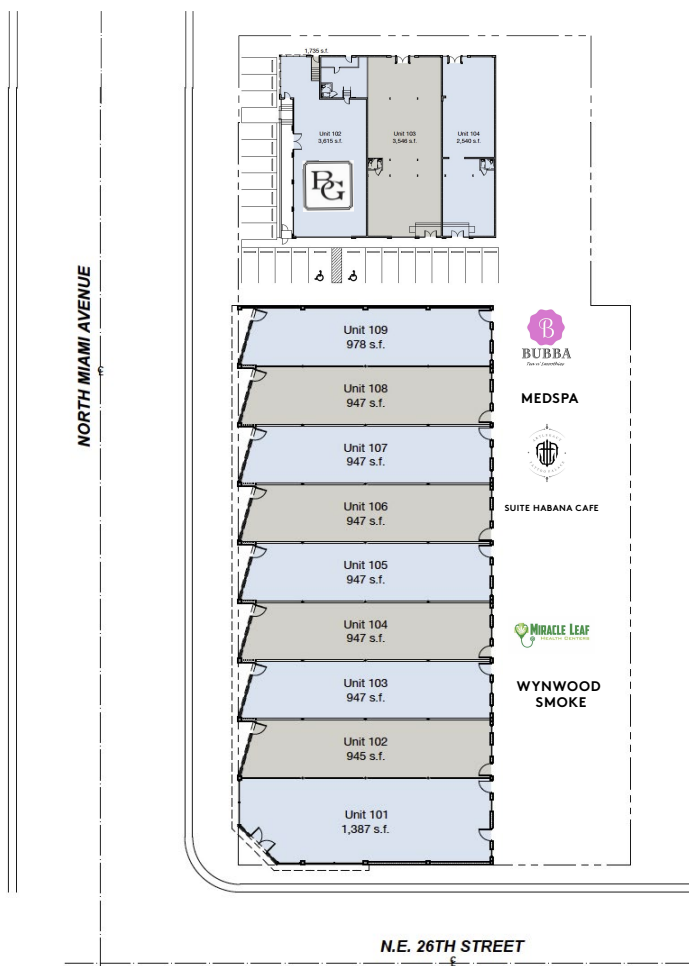 1,735 s.f.
Unit 102
3,615 s.f.
Unit 103
3,546 s.f.
Unit 104
2,540 s.f.
BG
NORTH MIAMI AVENUE
Unit 109
978 s.f.
B
BUBBA
Unit 108
947 s.f.
MEDSPA
Unit 107
947 s.f.
Unit 106
947 s.f.
SUITE HABANA CAFE
Unit 105
947 s.f.
Unit 104
947 s.f.
MIRACLE LEAF
HEALTH CENTERS
Unit 103
947 s.f.
WYNWOOD
SMOKE
Unit 102
945 s.f.
Unit 101
1,387 s.f.
N.E. 26TH STREET